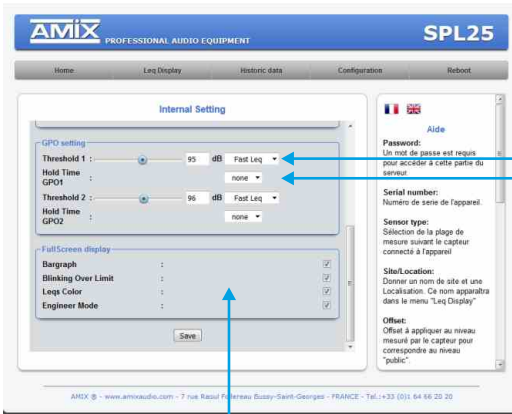 AMIX PROFESSIONAL AUDIO EQUIPMENT
SPL25
Home Leq Display Historic data Configuration Reboot
Internal Setting
GPO setting
Threshold 1 : 95 dB Fast Leq
Hold Time GPO1 : none
Threshold 2 : 96 dB Fast Leq
Hold Time GPO2 : none
FullScreen display
Bargraph :
Blinking Over Limit :
Leqs Color :
Engineer Mode :
Save
Aide
Password:
Un mot de passe est requis
pour accéder à cette partie du
serveur.
Serial number:
Numéro de serie de l'appareil.
Sensor type:
Sélection de la plage de
mesure suivant le capteur
connecté à l'appareil
Site/Location:
Donner un nom de site et une
Localisation. Ce nom apparaîtra
dans le menu "Leq Display"
Offset:
Offset à appliquer au niveau
mesuré par le capteur pour
correspondre au niveau
"public".
AMIX ® - www.amixaudio.com - 7 rue Raoul Bussy-Saint-Georges - FRANCE - Tel.:+33 (0)1 64 66 20 20